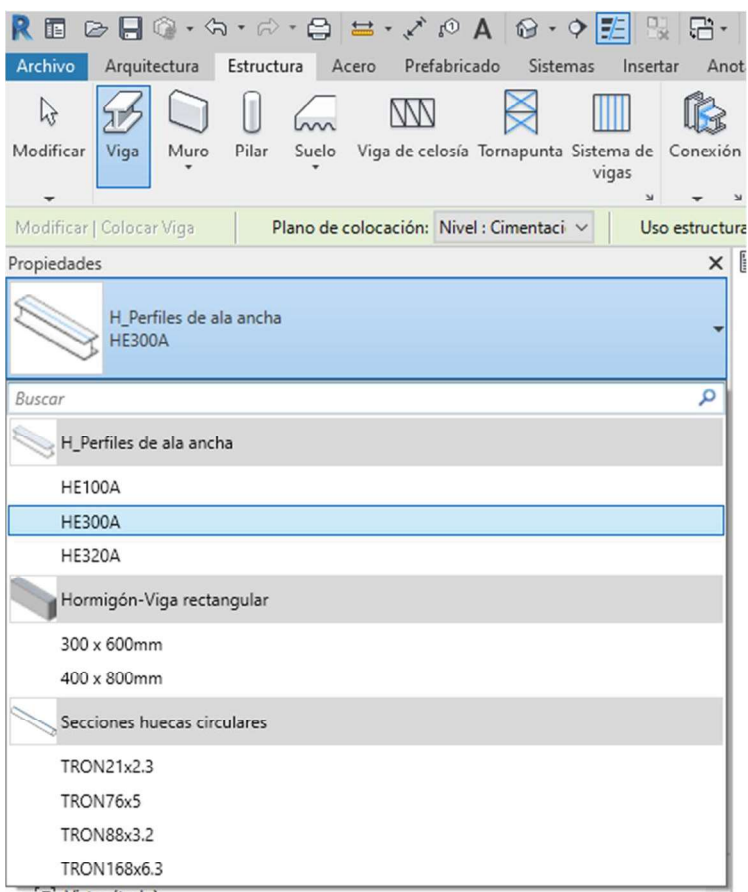 Archivo Arquitectura Estructura Acero Prefabricado Sistemas Insertar Anot
Modificar Viga Muro Pilar Suelo Viga de celosía Tornapunta Sistema de vigas Conexión
Modificar | Colocar Viga Plano de colocación: Nivel : Cimentaci Uso estructura
Propiedades
H_Perfiles de ala ancha
HE300A
Buscar
H_Perfiles de ala ancha
HE100A
HE300A
HE320A
Hormigón-Viga rectangular
300 x 600mm
400 x 800mm
Secciones huecas circulares
TRON21x2.3
TRON76x5
TRON88x3.2
TRON168x6.3